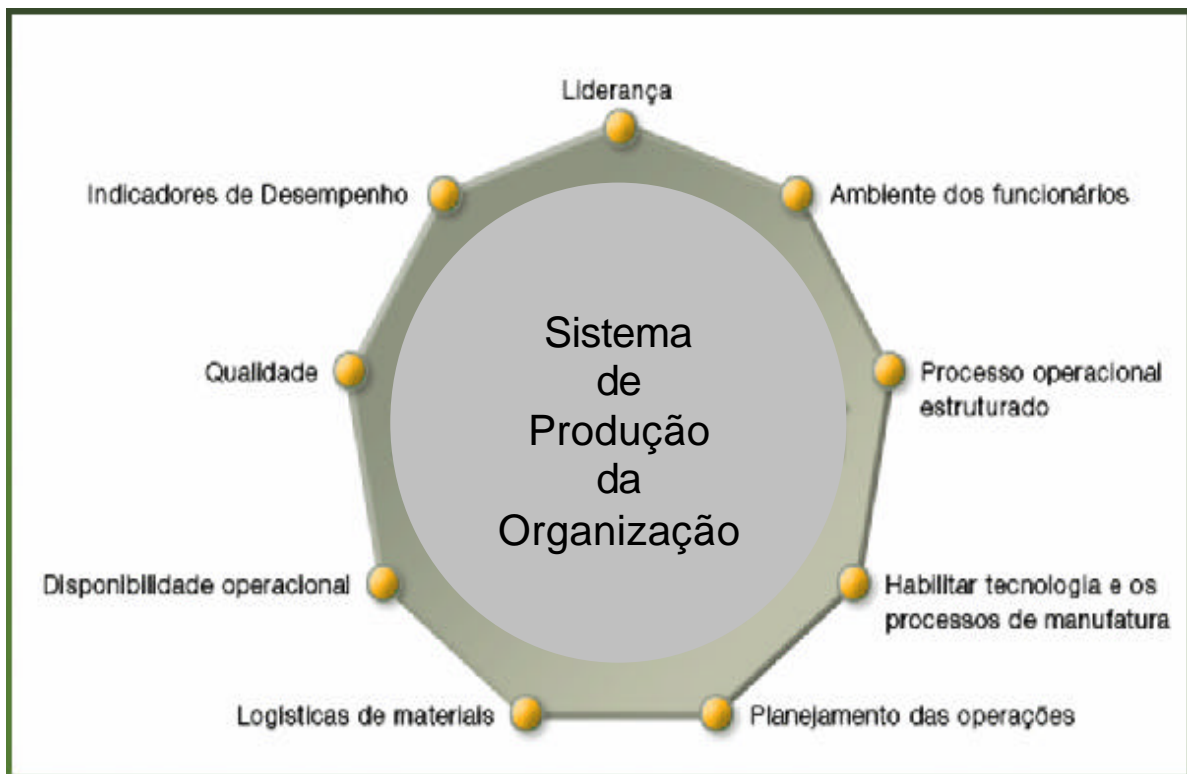 Liderança
Indicadores de Desempenho
Ambiente dos funcionários
Qualidade
Processo operacional
estruturado
Sistema
de
Produção
da
Organização
Disponibilidade operacional
Habilitar tecnologia e os
processos de manufatura
Logísticas de materiais
Planejamento das operações